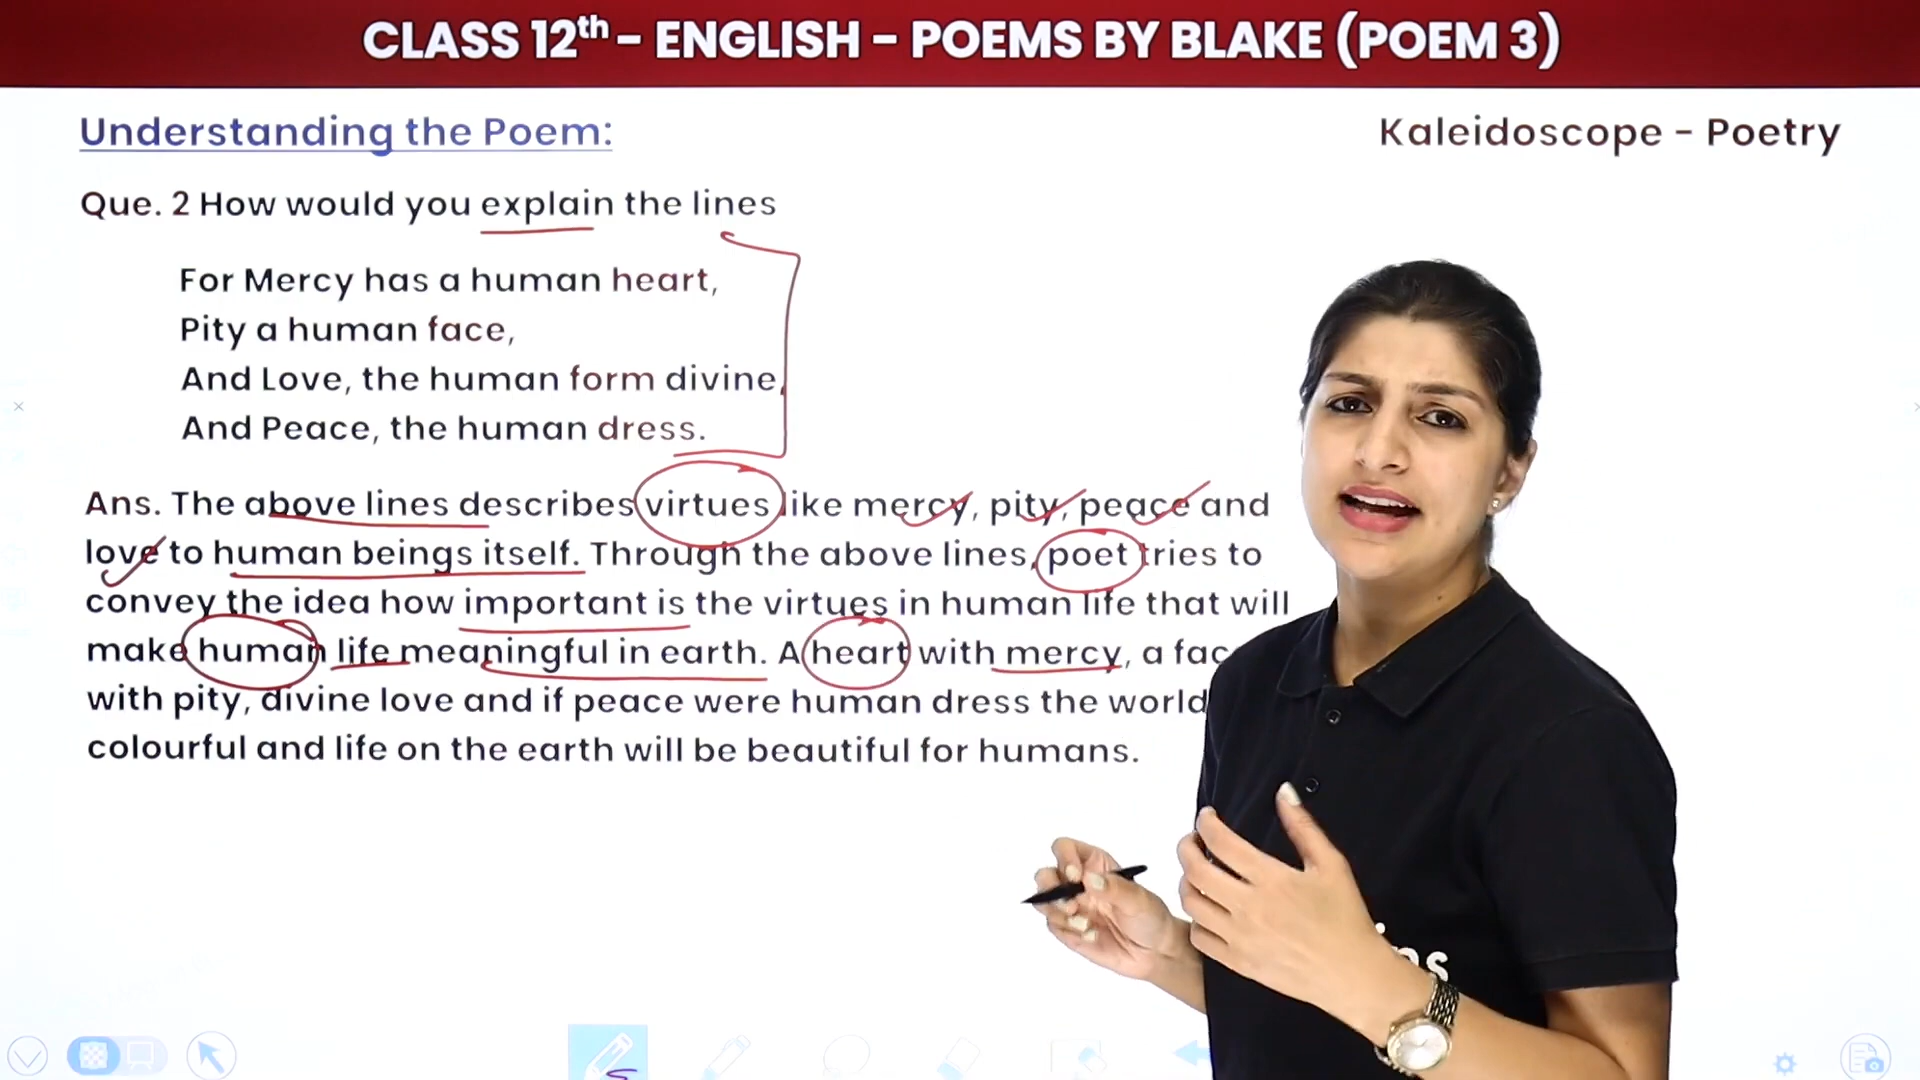 CLASS 12th - ENGLISH - POEMS BY BLAKE (POEM 3)
Understanding the Poem:
Kaleidoscope - Poetry
Que. 2 How would you explain the lines
For Mercy has a human heart,
Pity a human face,
And Love, the human form divine,
And Peace, the human dress.
Ans. The above lines describes virtues like mercy, pity, peace and
love to human beings itself. Through the above lines, poet tries to
convey the idea how important is the virtues in human life that will
make human life meaningful in earth. A heart with mercy, a
with pity, divine love and if peace were human dress the world
colourful and life on the earth will be beautiful for humans.